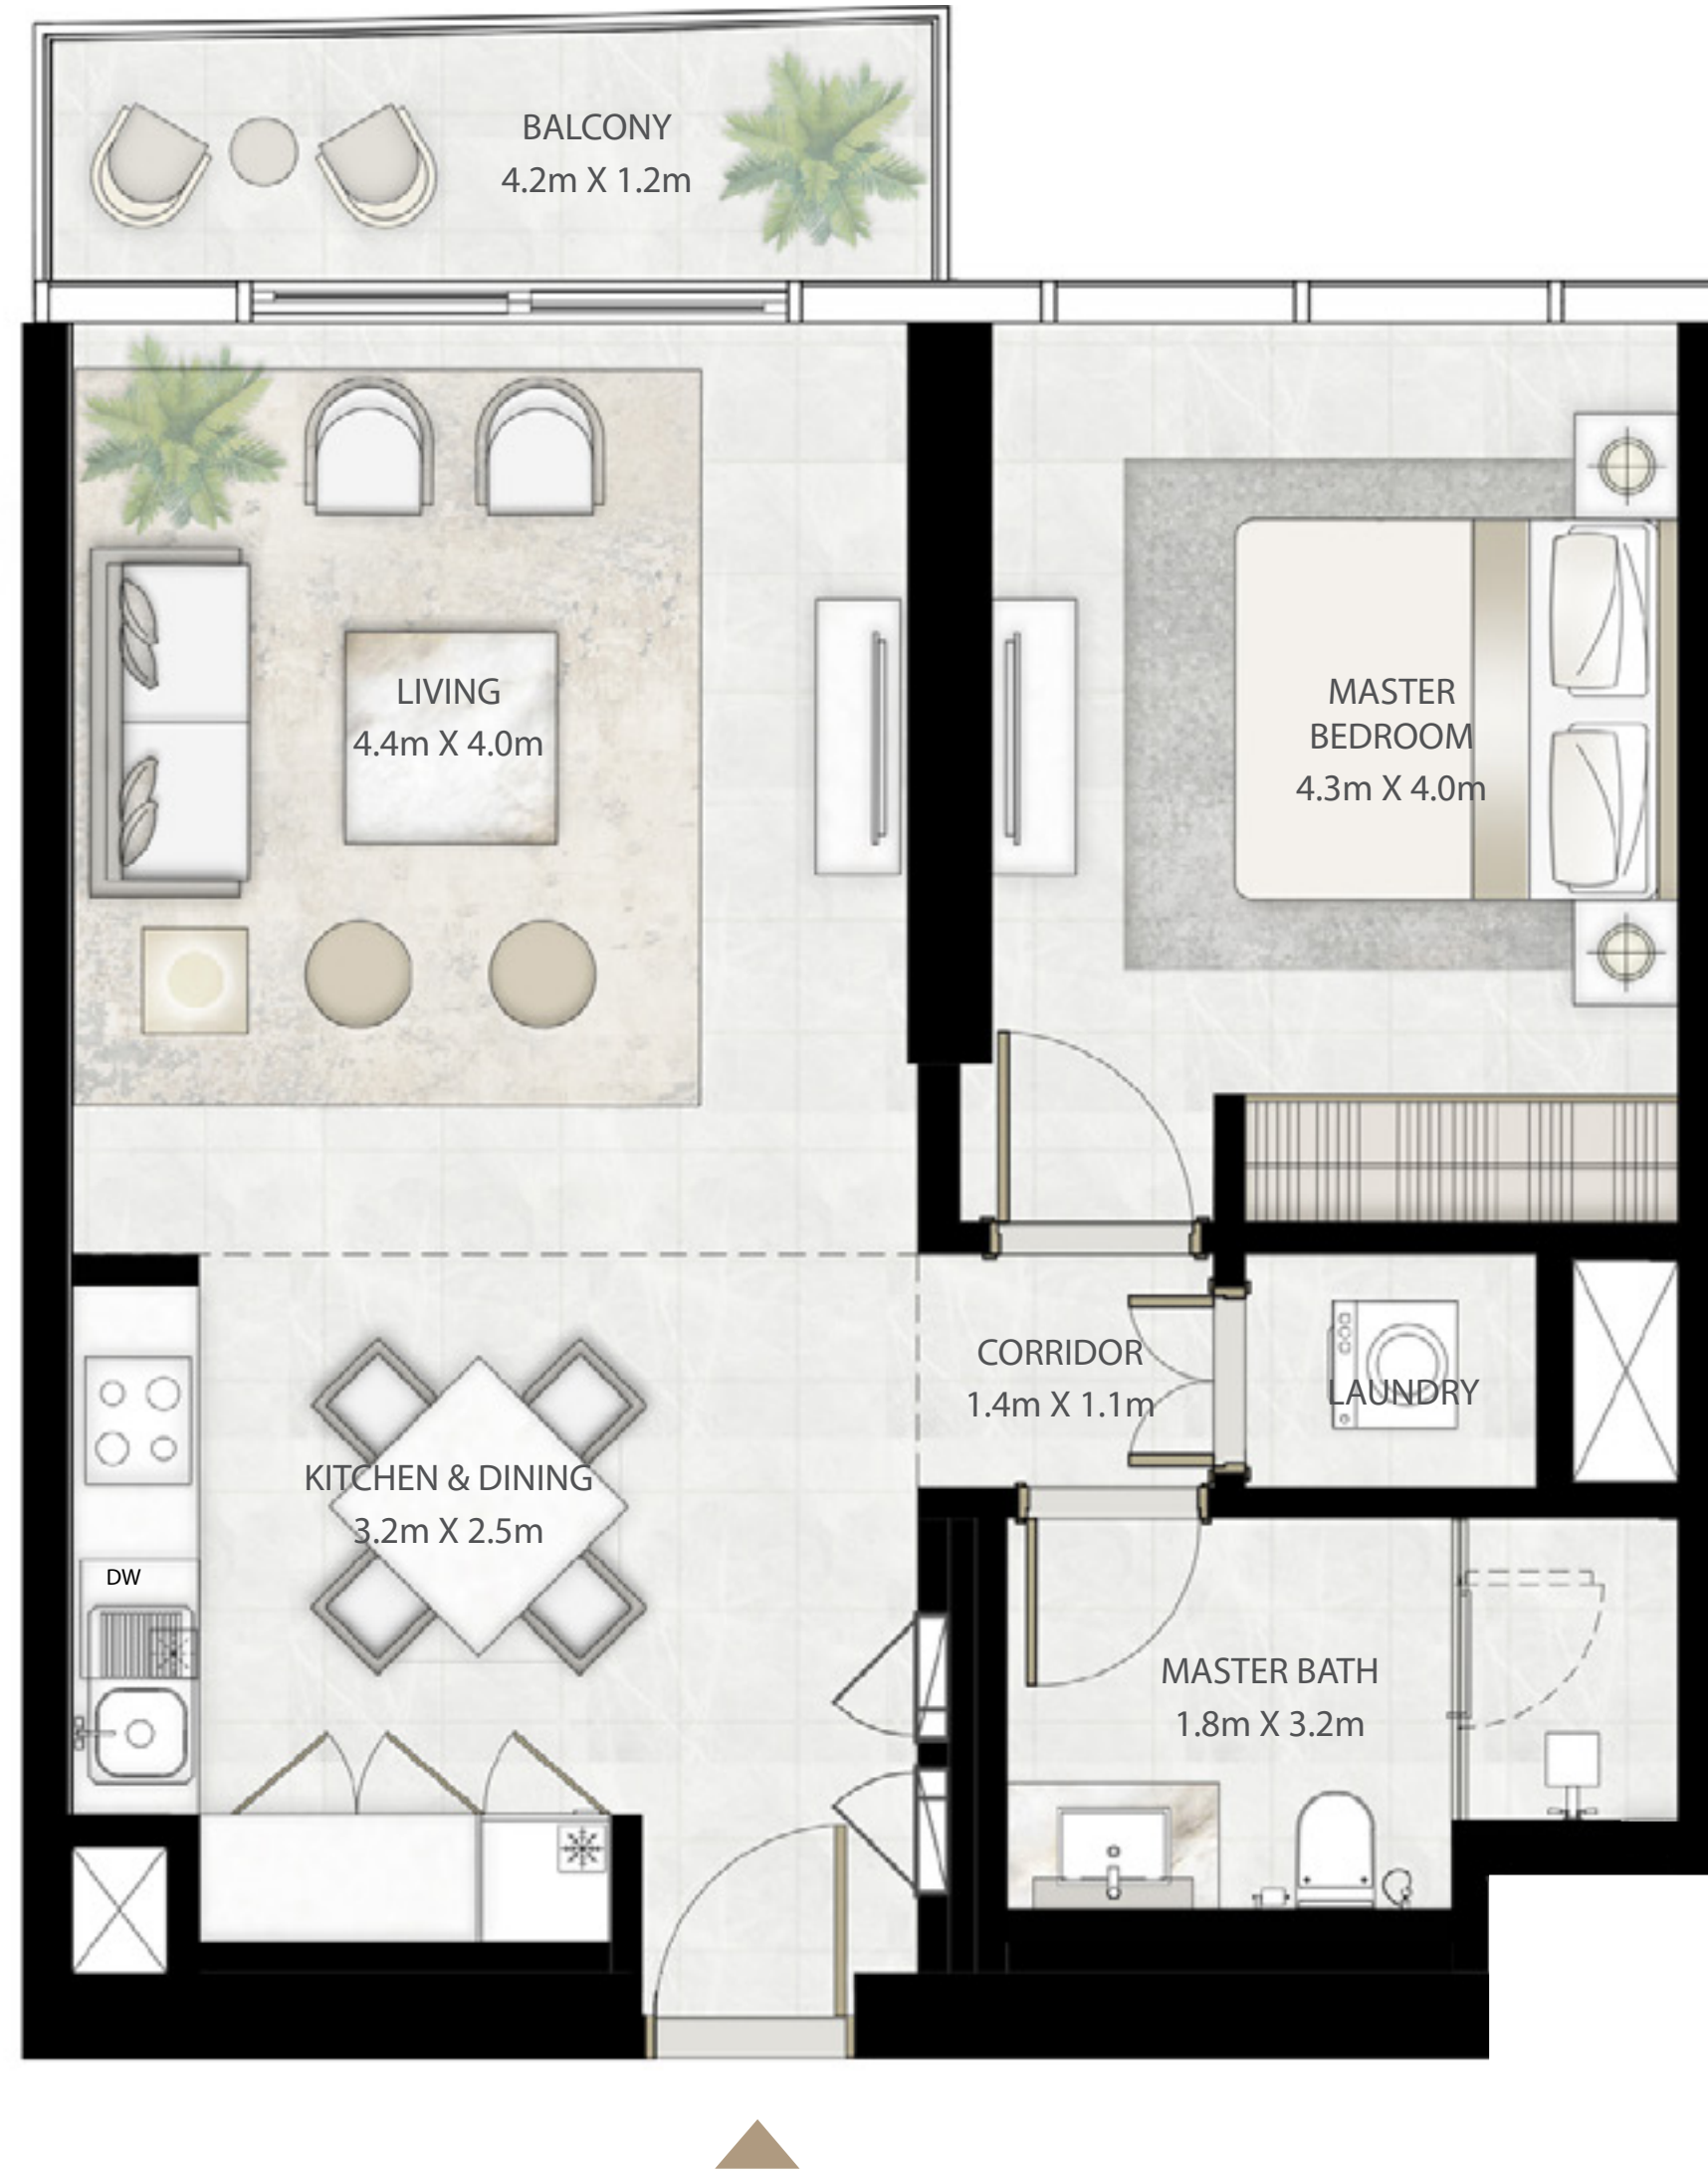 BALCONY
4.2m X 1.2m
LIVING
4.4m X 4.0m
MASTER
BEDROOM
4.3m X 4.0m
CORRIDOR
1.4m X 1.1m
LAUNDRY
KITCHEN & DINING
3.2m X 2.5m
DW
MASTER BATH
1.8m X 3.2m